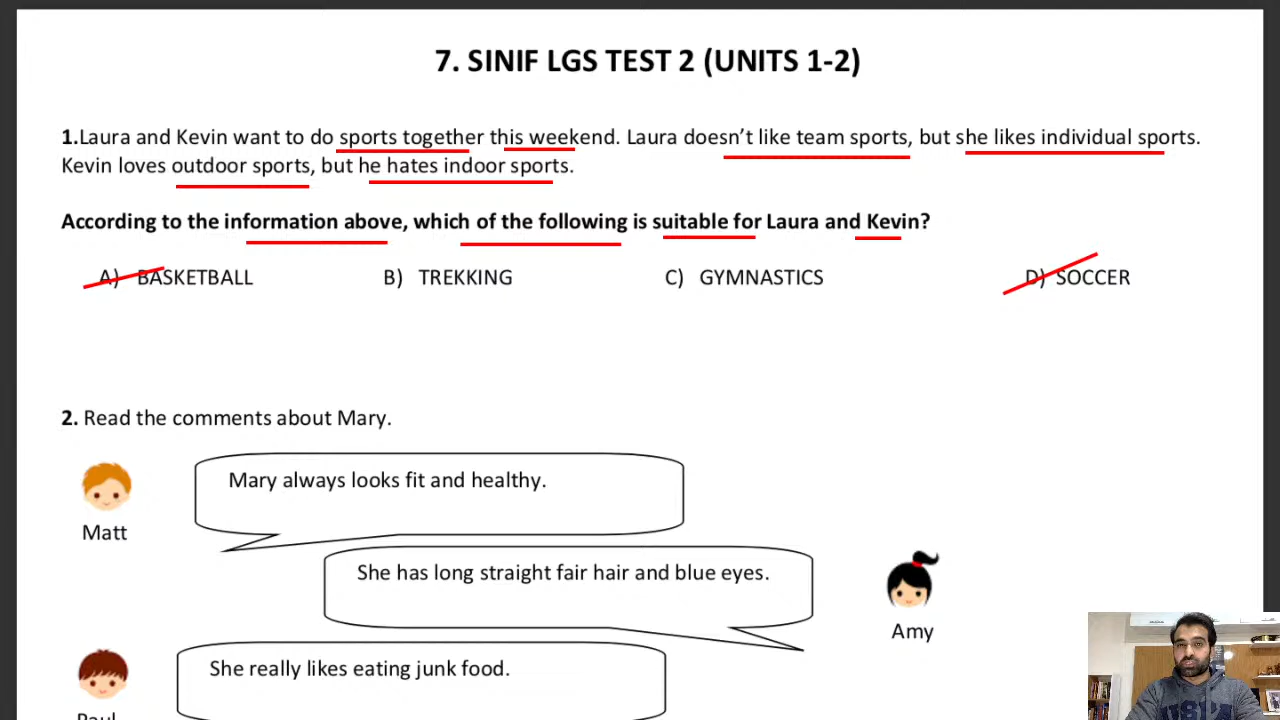 7. SINIF LGS TEST 2 (UNITS 1-2)
1.Laura and Kevin want to do sports together this weekend. Laura doesn't like team sports, but she likes individual sports.
Kevin loves outdoor sports, but he hates indoor sports.
According to the information above, which of the following is suitable for Laura and Kevin?
A) BASKETBALL B) TREKKING C) GYMNASTICS D) SOCCER
2. Read the comments about Mary.
Mary always looks fit and healthy.
Matt
She has long straight fair hair and blue eyes.
Amy
She really likes eating junk food.
Paul